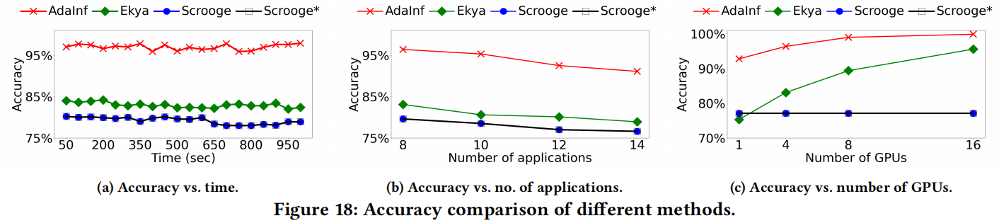 AdaInf Ekya Scrooge Scrooge*
Accuracy
95%
85%
75%
50 200 350 500 650 800 950
Time (sec)
(a) Accuracy vs. time.
AdaInf Ekya Scrooge Scrooge*
Accuracy
95%
85%
75%
8 10 12 14
Number of applications
(b) Accuracy vs. no. of applications.
AdaInf Ekya Scrooge Scrooge*
Accuracy
100%
90%
80%
70%
1 4 8 16
Number of GPUs
(c) Accuracy vs. number of GPUs.
Figure 18: Accuracy comparison of different methods.